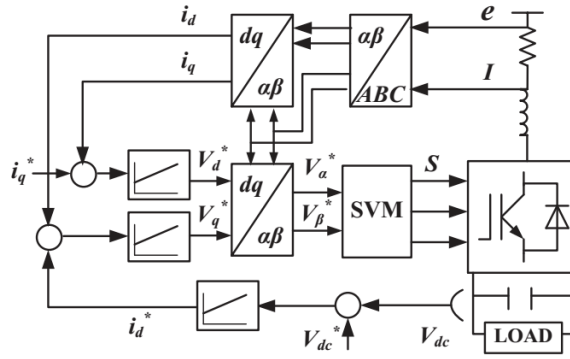 i_d
e
dq
αβ
i_q
αβ
I
ABC
i_q*
V_d*
dq
V_α*
S
SVM
V_q*
αβ
V_β*
i_d*
V_dc*
V_dc
LOAD